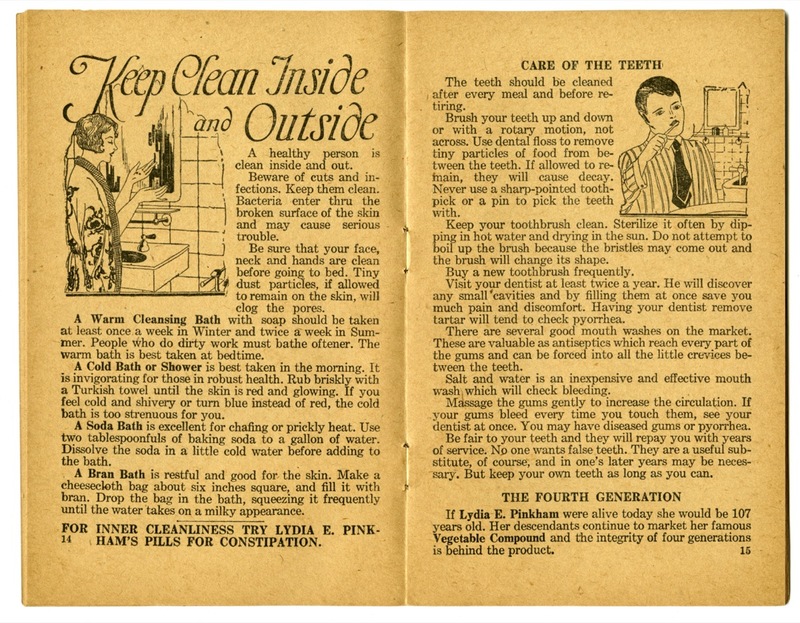 Keep Clean Inside
and Outside
A healthy person is
clean inside and out.
Beware of cuts and in-
fections. Keep them clean.
Bacteria enter thru the
broken surface of the skin
and may cause serious
trouble.
Be sure that your face,
neck and hands are clean
before going to bed. Tiny
dust particles, if allowed
to remain on the skin, will
clog the pores.
A Warm Cleansing Bath with soap should be taken
at least once a week in Winter and twice a week in Sum-
mer. People who do dirty work must bathe oftener. The
warm bath is best taken at bedtime.
A Cold Bath or Shower is best taken in the morning. It
is invigorating for those in robust health. Rub briskly with
a Turkish towel until the skin is red and glowing. If you
feel cold and shivery or turn blue instead of red, the cold
bath is too strenuous for you.
A Soda Bath is excellent for chafing or prickly heat. Use
two tablespoonfuls of baking soda to a gallon of water.
Dissolve the soda in a little cold water before adding to
the bath.
A Bran Bath is restful and good for the skin. Make a
cheesecloth bag about six inches square, and fill it with
bran. Drop the bag in the bath, squeezing it frequently
until the water takes on a milky appearance.
FOR INNER CLEANLINESS TRY LYDIA E. PINK-
14 HAM'S PILLS FOR CONSTIPATION.
CARE OF THE TEETH
The teeth should be cleaned
after every meal and before re-
tiring.
Brush your teeth up and down
or with a rotary motion, not
across. Use dental floss to remove
tiny particles of food from be-
tween the teeth. If allowed to re-
main, they will cause decay.
Never use a sharp-pointed tooth-
pick or a pin to pick the teeth
with.
Keep your toothbrush clean. Sterilize it often by dip-
ping in hot water and drying in the sun. Do not attempt to
boil up the brush because the bristles may come out and
the brush will change its shape.
Buy a new toothbrush frequently.
Visit your dentist at least twice a year. He will discover
any small cavities and by filling them at once save you
much pain and discomfort. Having your dentist remove
tartar will tend to check pyorrhea.
There are several good mouth washes on the market.
These are valuable as antiseptics which reach every part of
the gums and can be forced into all the little crevices be-
tween the teeth.
Salt and water is an inexpensive and effective mouth
wash which will check bleeding.
Massage the gums gently to increase the circulation. If
your gums bleed every time you touch them, see your
dentist at once. You may have diseased gums or pyorrhea.
Be fair to your teeth and they will repay you with years
of service. No one wants false teeth. They are a useful sub-
stitute, of course, and in one's later years may be neces-
sary. But keep your own teeth as long as you can.
THE FOURTH GENERATION
If Lydia E. Pinkham were alive today she would be 107
years old. Her descendants continue to market her famous
Vegetable Compound and the integrity of four generations
is behind the product.
15